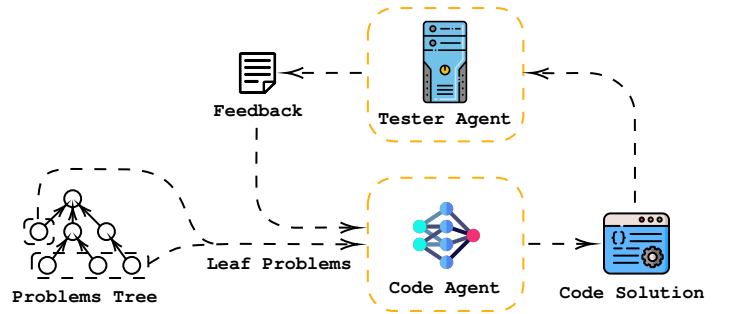 Feedback
Tester Agent
Leaf Problems
Problems Tree
Code Agent
Code Solution
{}